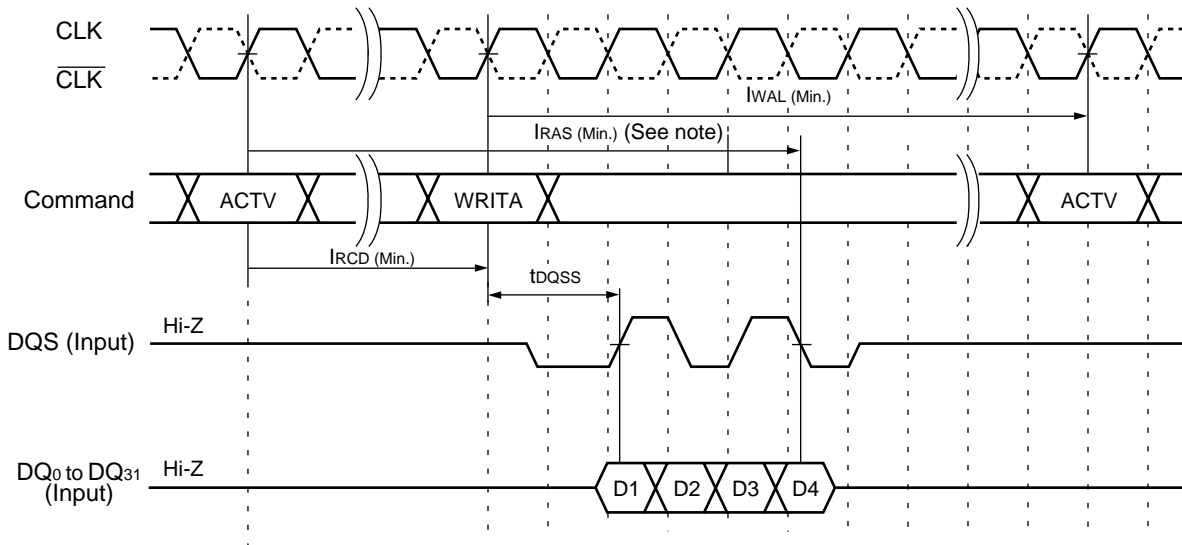 CLK
CLK
IWAL (Min.)
IRAS (Min.) (See note)
Command
ACTV
WRITA
ACTV
IRCD (Min.)
tDQSS
Hi-Z
DQS (Input)
DQ0 to DQ31
(Input)
Hi-Z
D1
D2
D3
D4